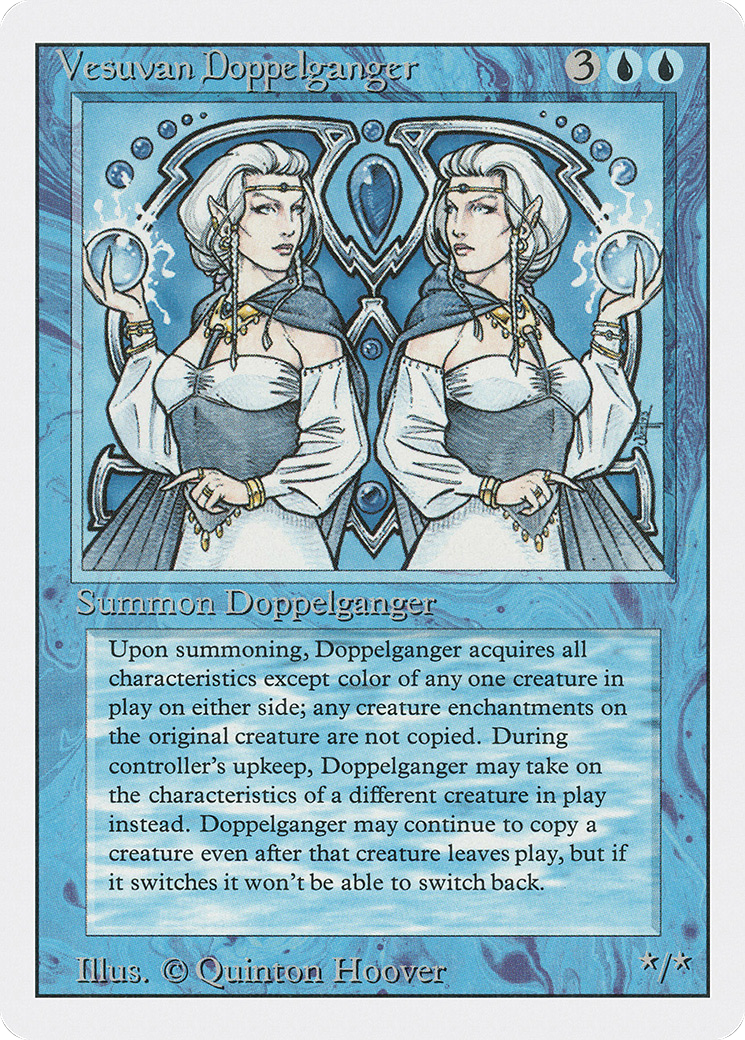 Vesuvan Doppelganger 3
Summon Doppelganger
Upon summoning, Doppelganger acquires all
characteristics except color of any one creature in
play on either side; any creature enchantments on
the original creature are not copied. During
controller's upkeep, Doppelganger may take on
the characteristics of a different creature in play
instead. Doppelganger may continue to copy a
creature even after that creature leaves play, but if
it switches it won't be able to switch back.
Illus. © Quinton Hoover
*/*